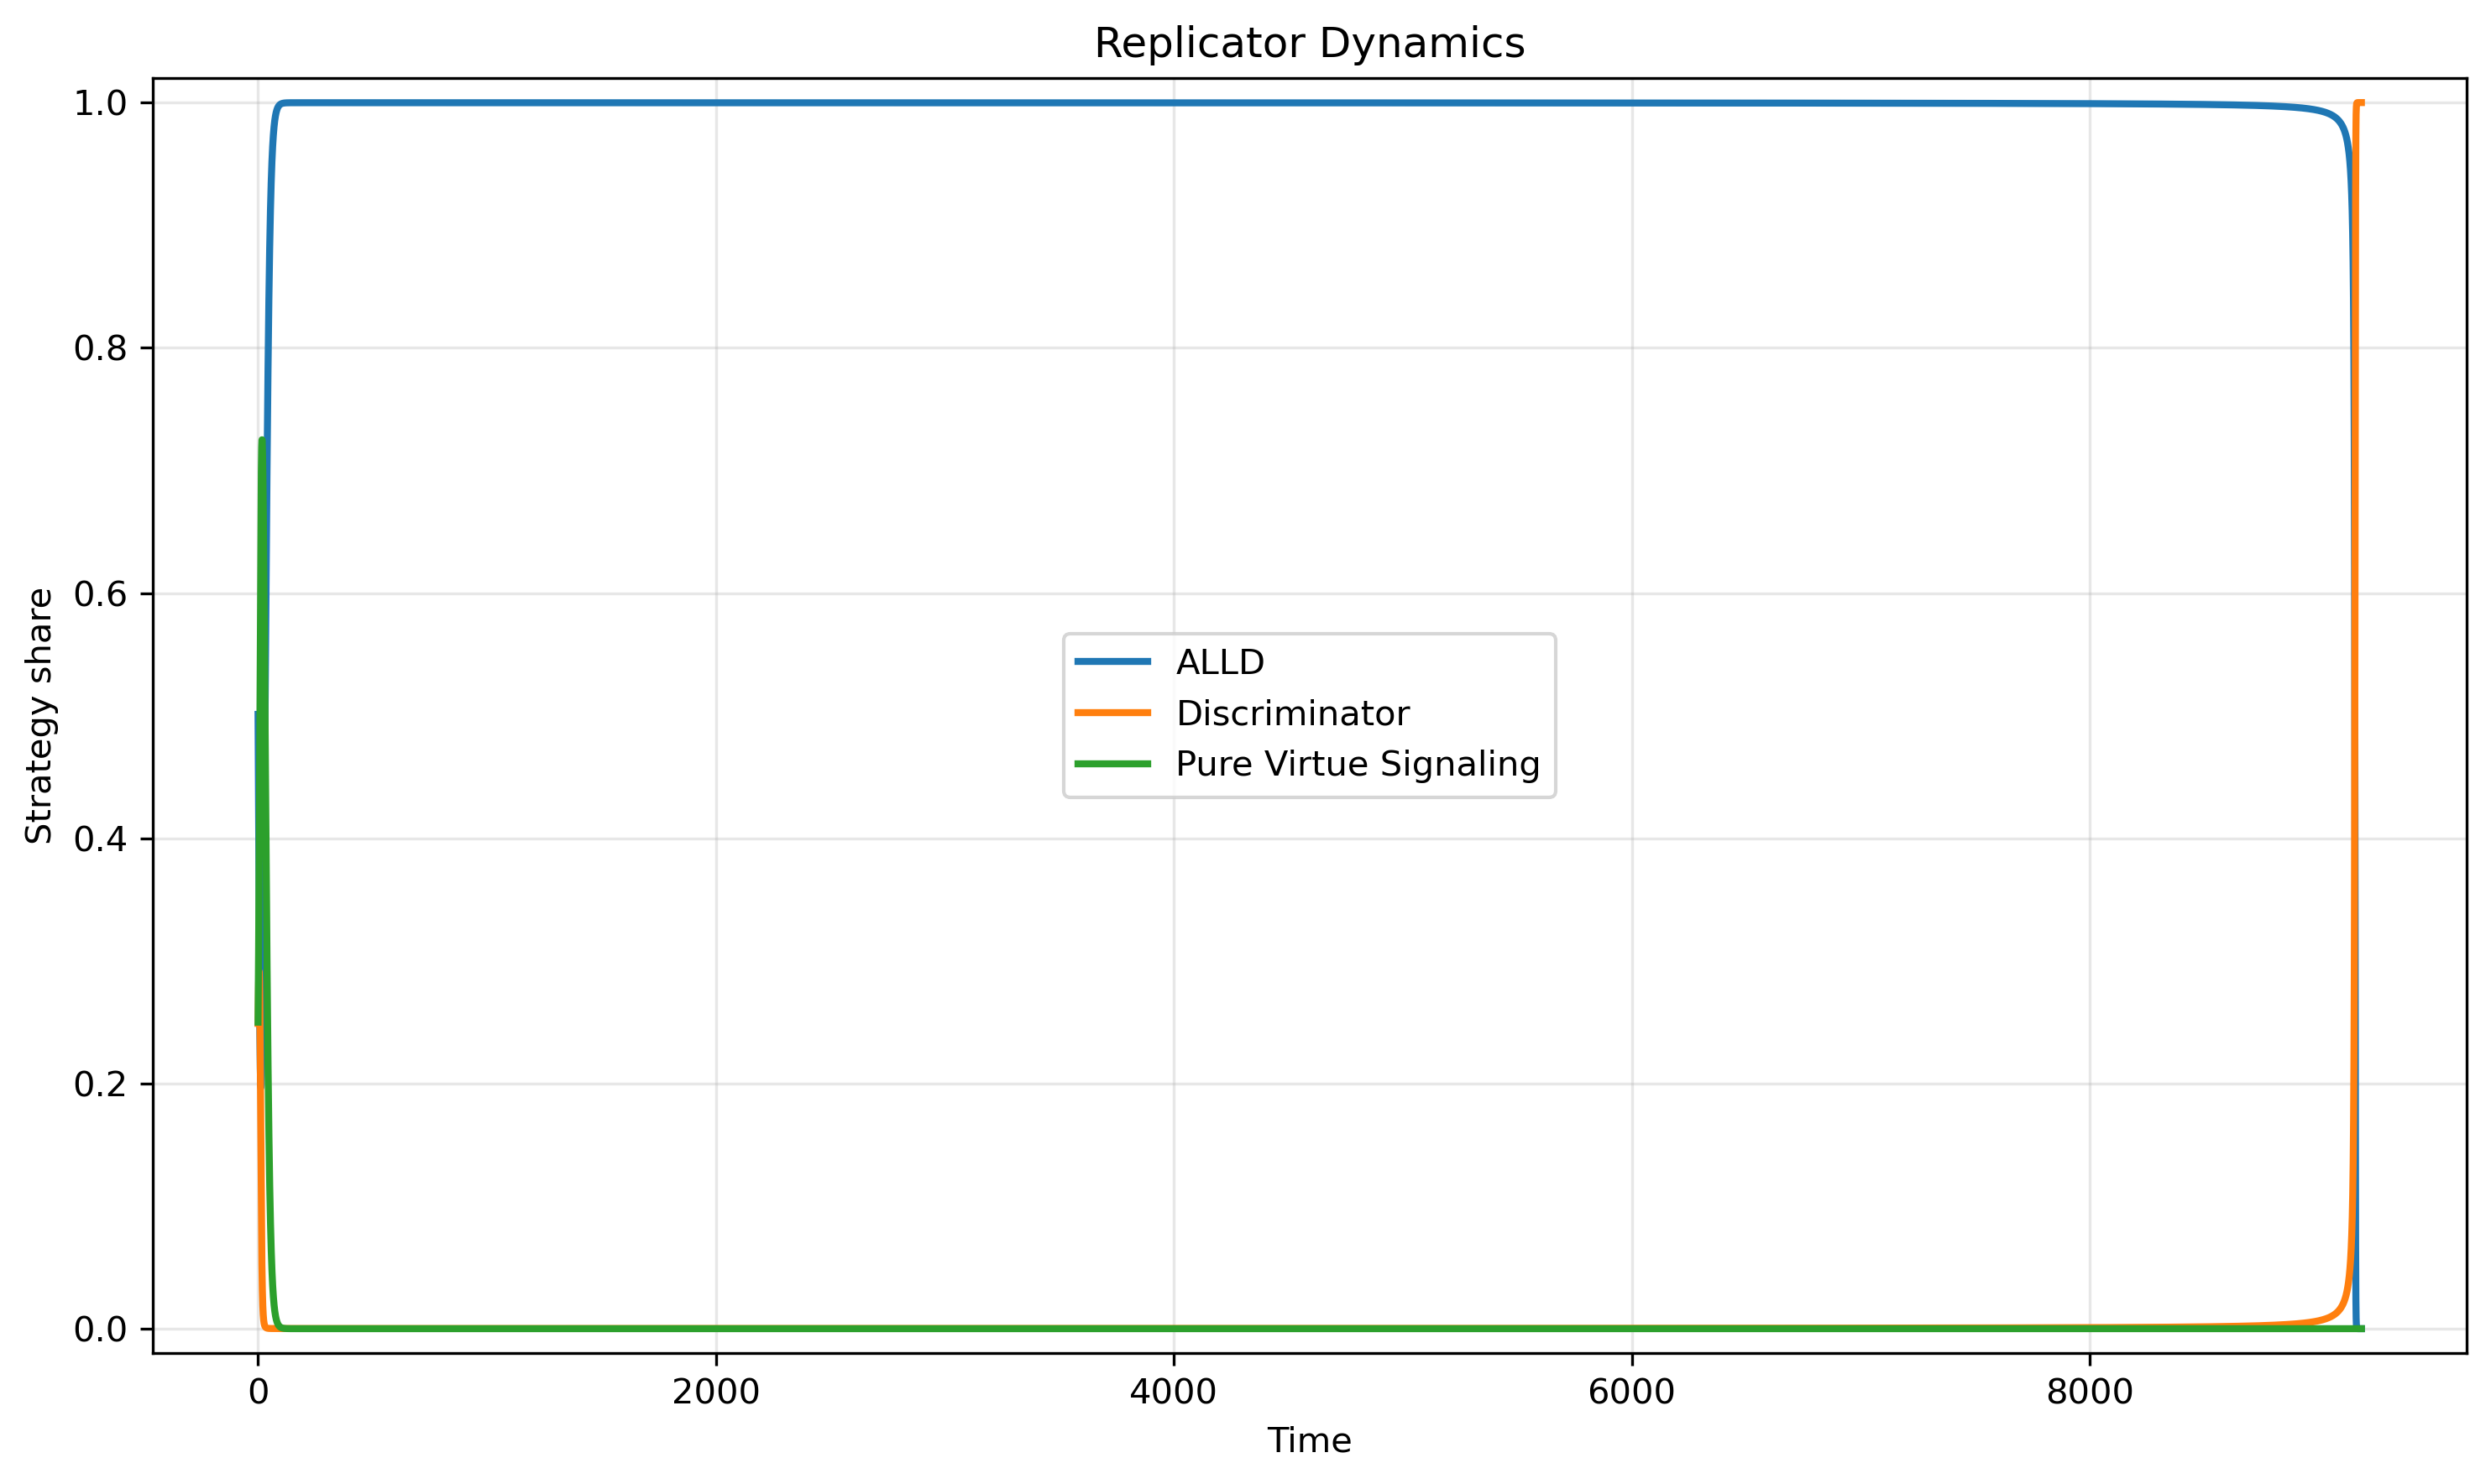 Replicator Dynamics
Strategy share
1.0
0.8
0.6
0.4
0.2
0.0
ALLD
Discriminator
Pure Virtue Signaling
0 2000 4000 6000 8000
Time